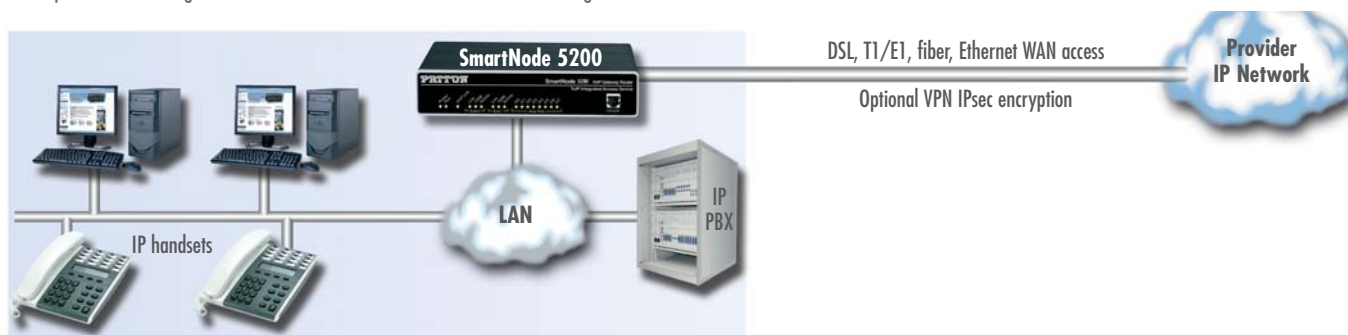 SmartNode 5200
PATTON
DSL, T1/E1, fiber, Ethernet WAN access
Optional VPN IPsec encryption
Provider
IP Network
LAN
IP
PBX
IP handsets